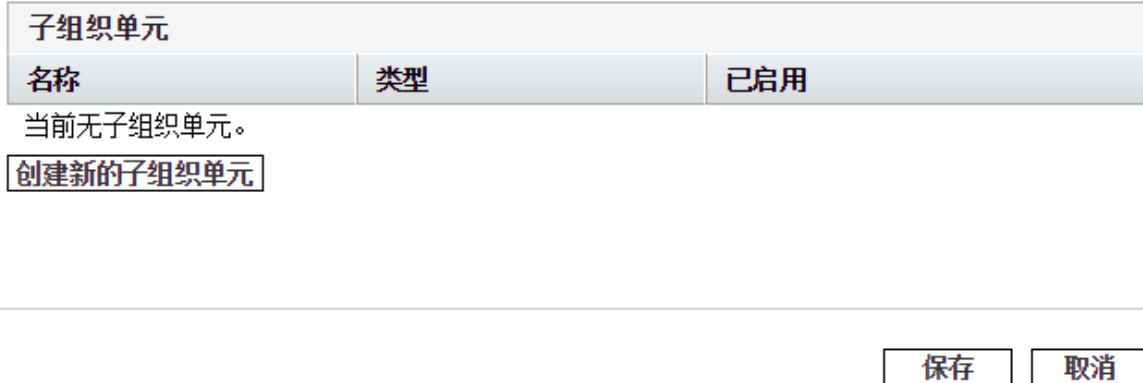 子组织单元
名称 类型 已启用
当前无子组织单元。
创建新的子组织单元
保存 取消